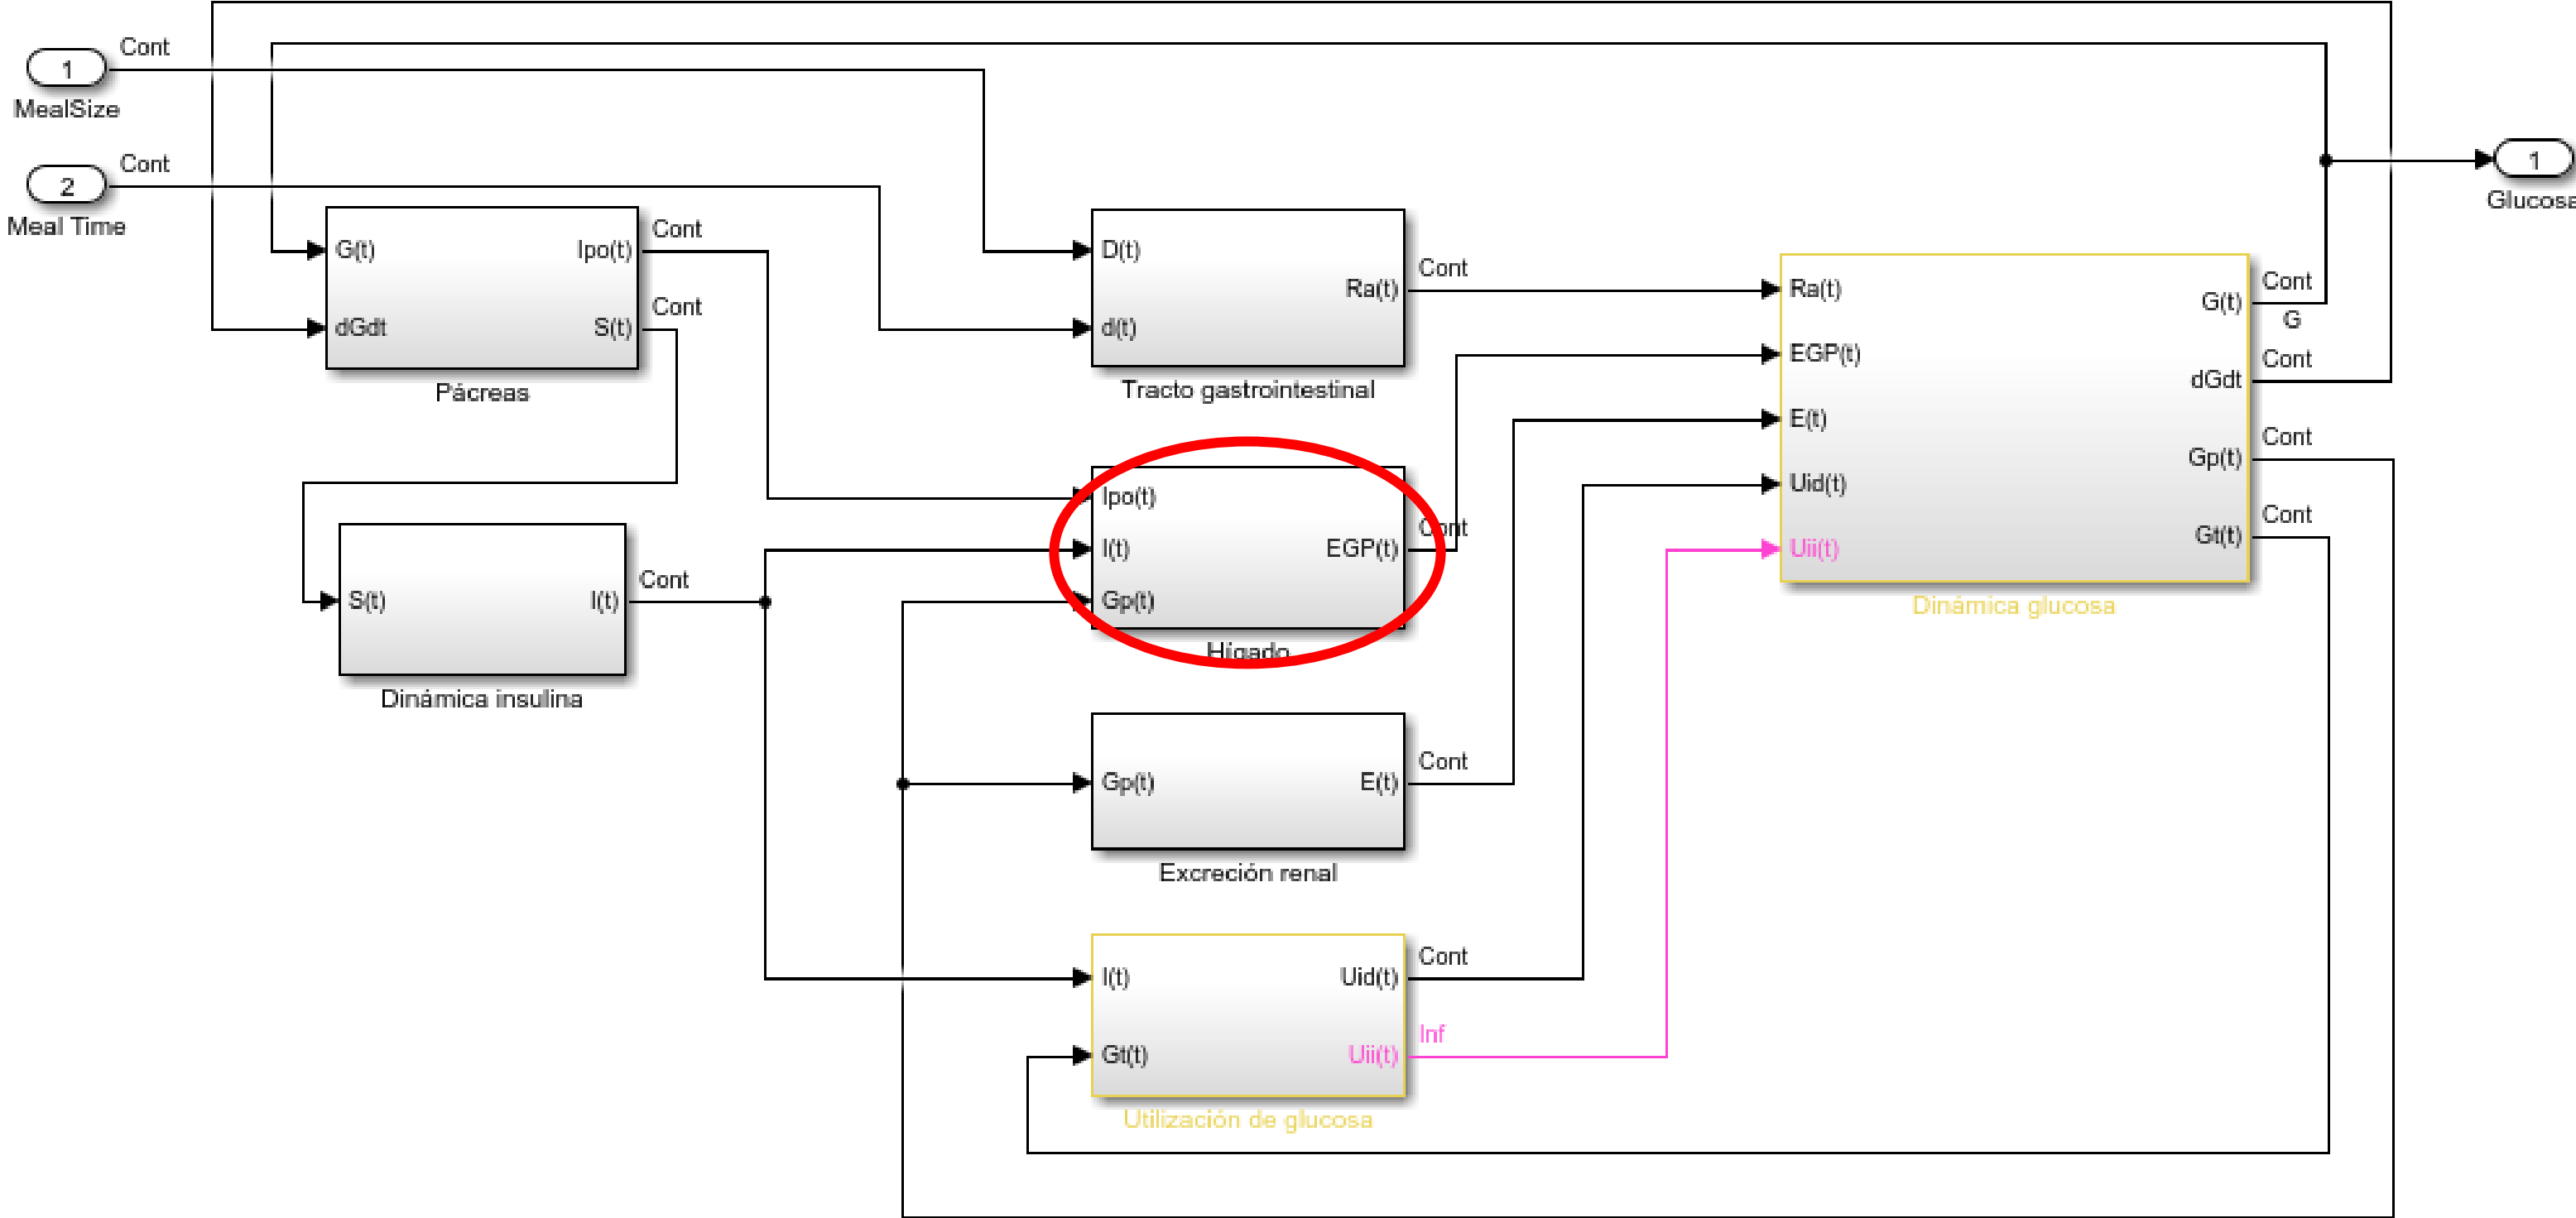 Cont
1
MealSize
Cont
2
Meal Time
G(t)
dGdt
Ipo(t)
S(t)
Cont
Cont
Pácreas
D(t)
d(t)
Ra(t)
Cont
Tracto gastrointestinal
S(t)
I(t)
Cont
Dinámica insulina
Ipo(t)
I(t)
Gp(t)
EGP(t)
Cont
Hígado
Gp(t)
E(t)
Cont
Excreción renal
I(t)
Gt(t)
Uid(t)
Uii(t)
Cont
Inf
Utilización de glucosa
Ra(t)
EGP(t)
E(t)
Uid(t)
Uii(t)
G(t)
dGdt
Gp(t)
Gt(t)
Cont
G
Cont
Cont
Cont
Dinámica glucosa
1
Glucosa